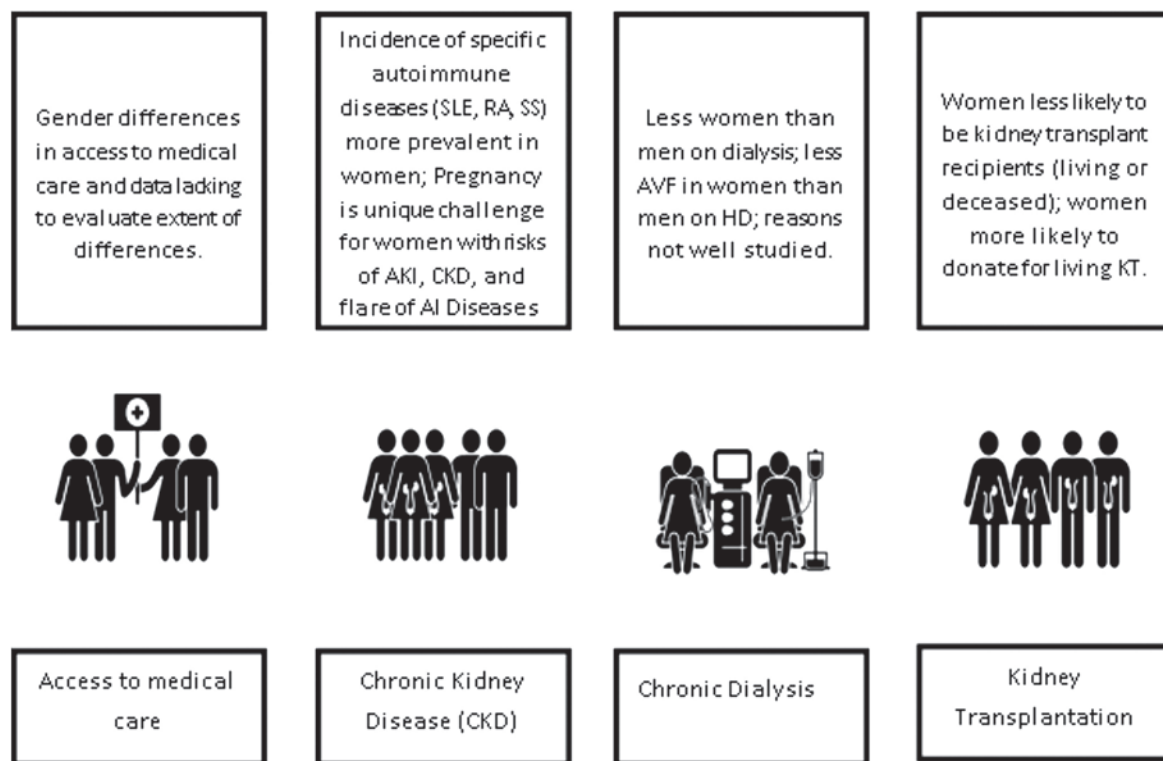 Gender differences
in access to medical
care and data lacking
to evaluate extent of
differences.
Incidence of specific
autoimmune
diseases (SLE, RA, SS)
more prevalent in
women; Pregnancy
is unique challenge
for women with risks
of AKI, CKD, and
flare of AI Diseases
Less women than
men on dialysis; less
AVF in women than
men on HD; reasons
not well studied.
Women less likely to
be kidney transplant
recipients (living or
deceased); women
more likely to
donate for living KT.
Access to medical
care
Chronic Kidney
Disease (CKD)
Chronic Dialysis
Kidney
Transplantation